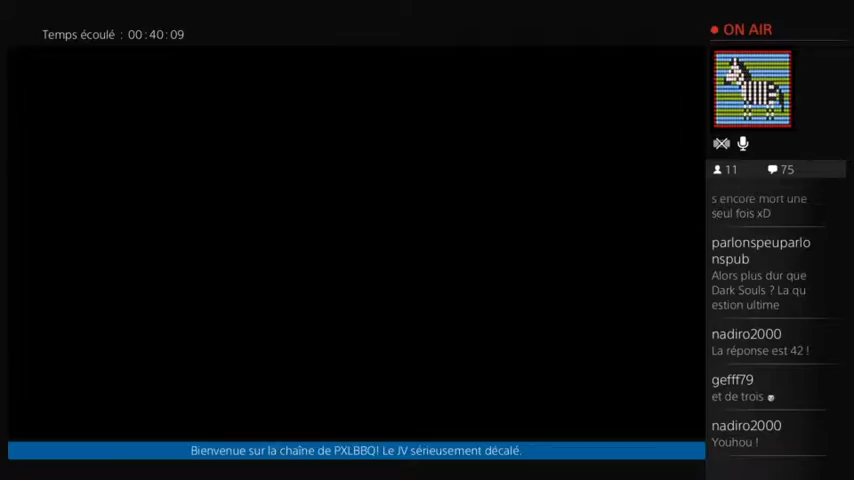 Temps écoulé : 00:40:09
ON AIR
11 75
s encore mort une
seul fois xD
parlonspeuparlo
nspub
Alors plus dur que
Dark Souls ? La qu
estion ultime
nadiro2000
La réponse est 42 !
gefff79
et de trois
nadiro2000
Youhou !
Bienvenue sur la chaîne de PXLBBQ! Le JV sérieusement décalé.